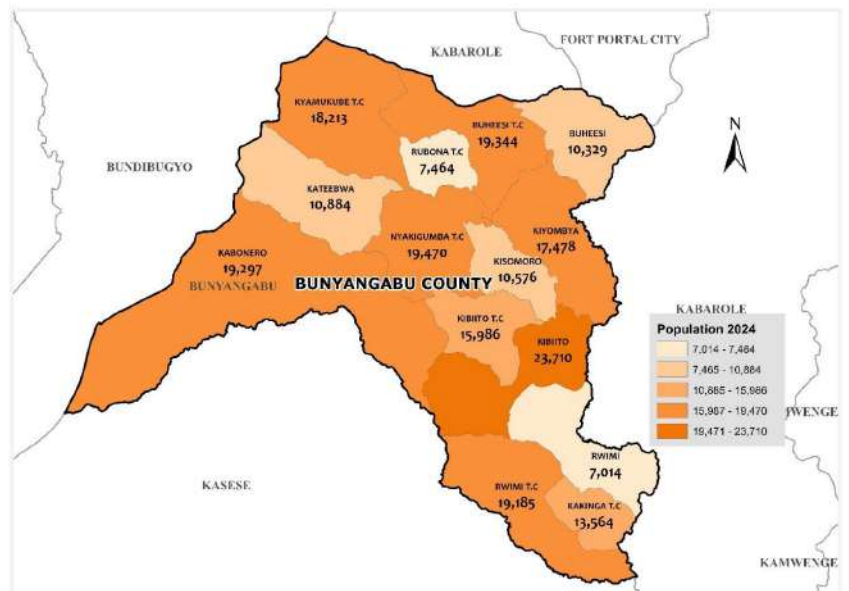 KABAROLE
FORT PORTAL CITY
KYAMUKUBE T.C
18,213
BUHEESI T.C
19,344
BUHEESI
10,329
N
RUBONA T.C
7,464
BUNDIBUGYO
KATEEBWA
10,884
KABONERO
19,297
BUNYANGABU
NYAKIGUMBA T.C
19,470
KIYOMBYA
17,478
KISOMORO
10,576
BUNYANGABU COUNTY
KIBIITO T.C
15,986
KIBIITO
23,710
KABAROLE
Population 2024
7,014 - 7,464
7,465 - 10,884
10,885 - 15,986
15,987 - 19,470
19,471 - 23,710
MWENGE
RWIMI
7,014
KASESE
RWIMI T.C
19,185
KAKINGA T.C
13,564
KAMWENGE